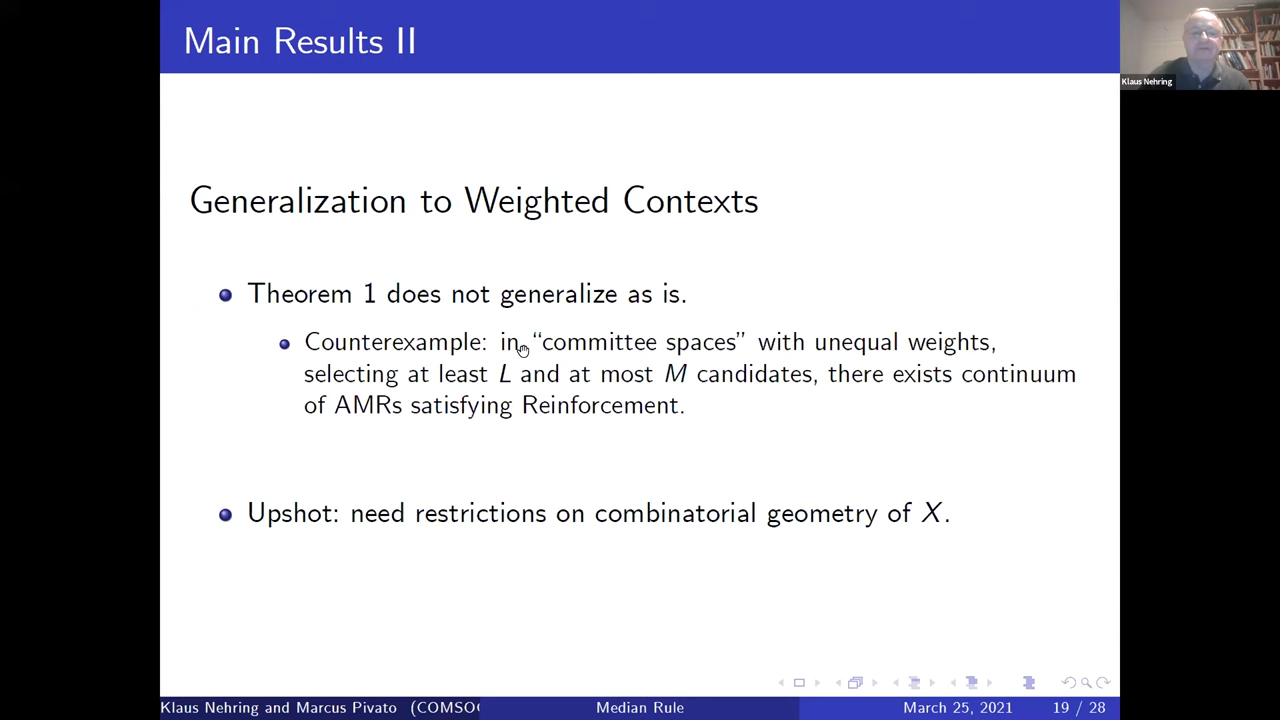 Main Results II
Klaus Nehring
Generalization to Weighted Contexts
Theorem 1 does not generalize as is.
Counterexample: in “committee spaces” with unequal weights,
selecting at least L and at most M candidates, there exists continuum
of AMRs satisfying Reinforcement.
Upshot: need restrictions on combinatorial geometry of X.
Klaus Nehring and Marcus Pivato (COMSOC
Median Rule
March 25, 2021
19 / 28